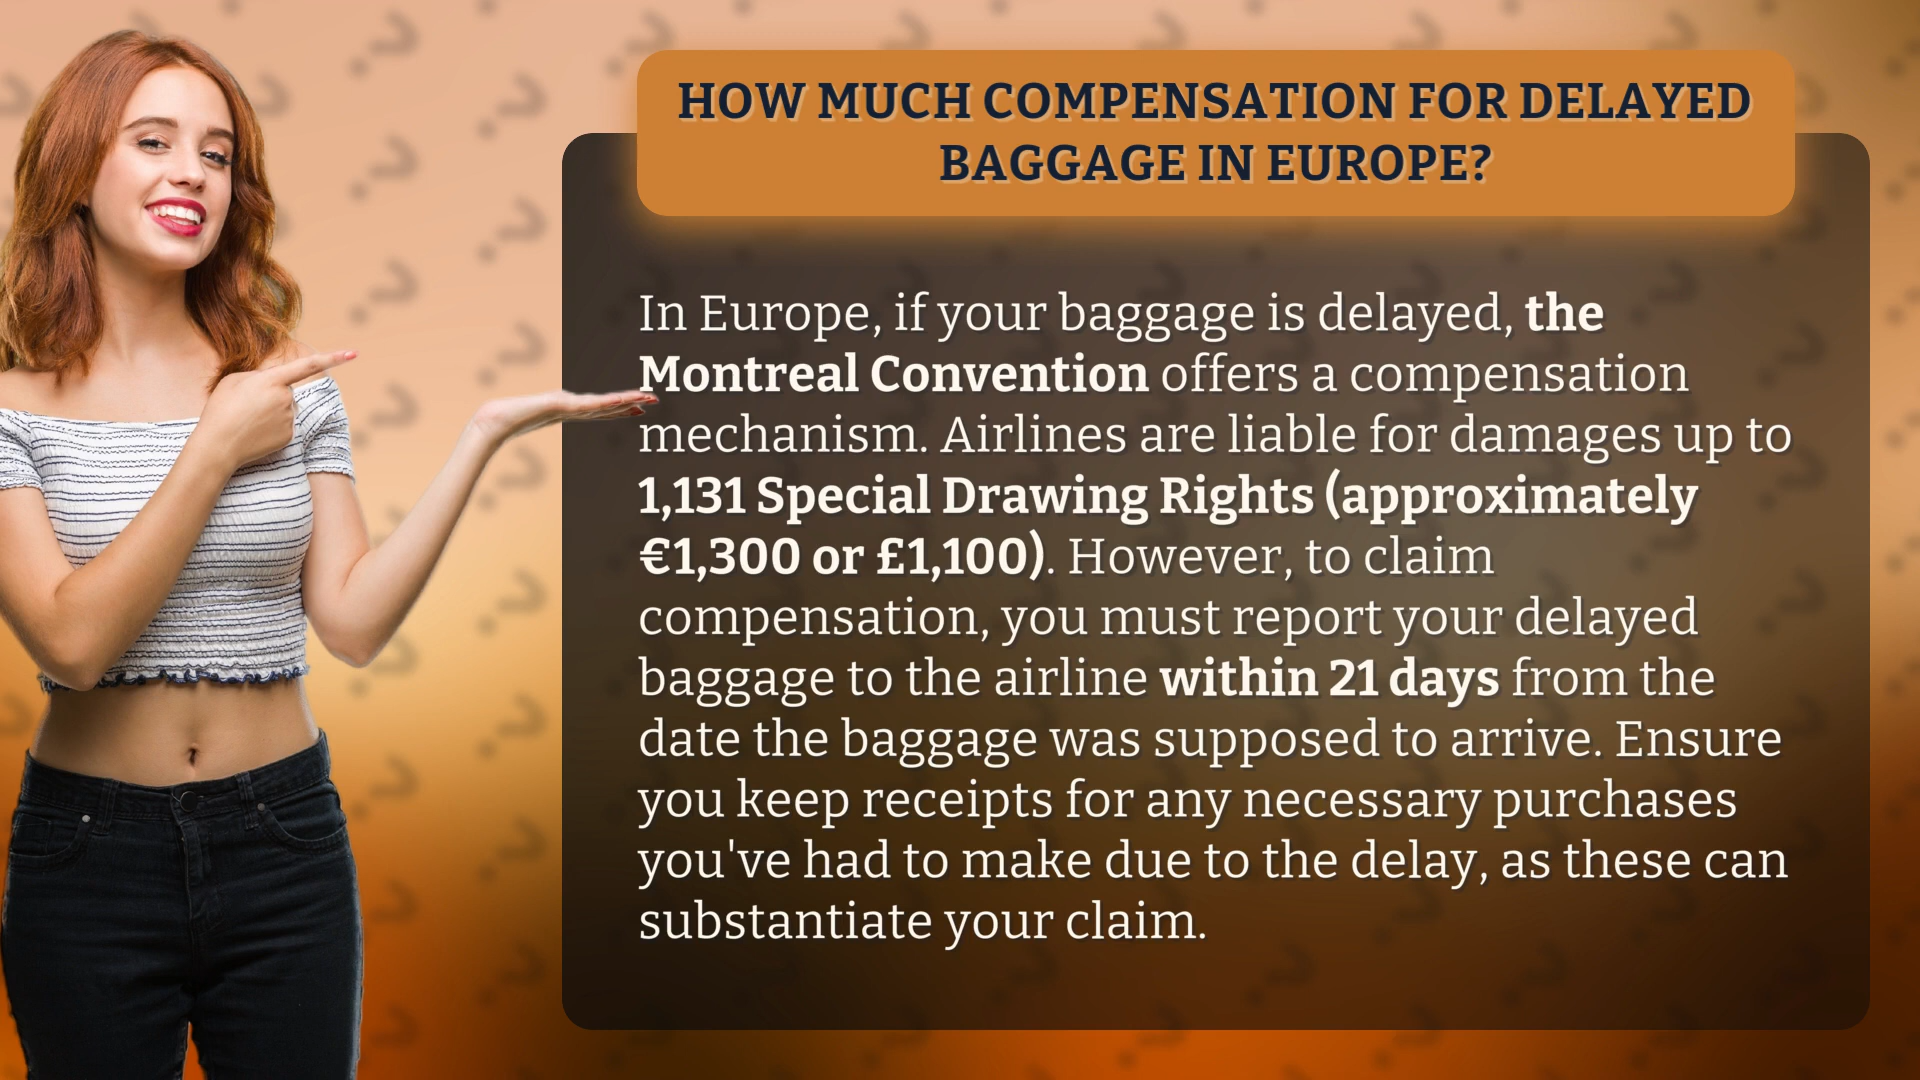 HOW MUCH COMPENSATION FOR DELAYED
BAGGAGE IN EUROPE?
In Europe, if your baggage is delayed, the
Montreal Convention offers a compensation
mechanism. Airlines are liable for damages up to
1,131 Special Drawing Rights (approximately
€1,300 or £1,100). However, to claim
compensation, you must report your delayed
baggage to the airline within 21 days from the
date the baggage was supposed to arrive. Ensure
you keep receipts for any necessary purchases
you've had to make due to the delay, as these can
substantiate your claim.